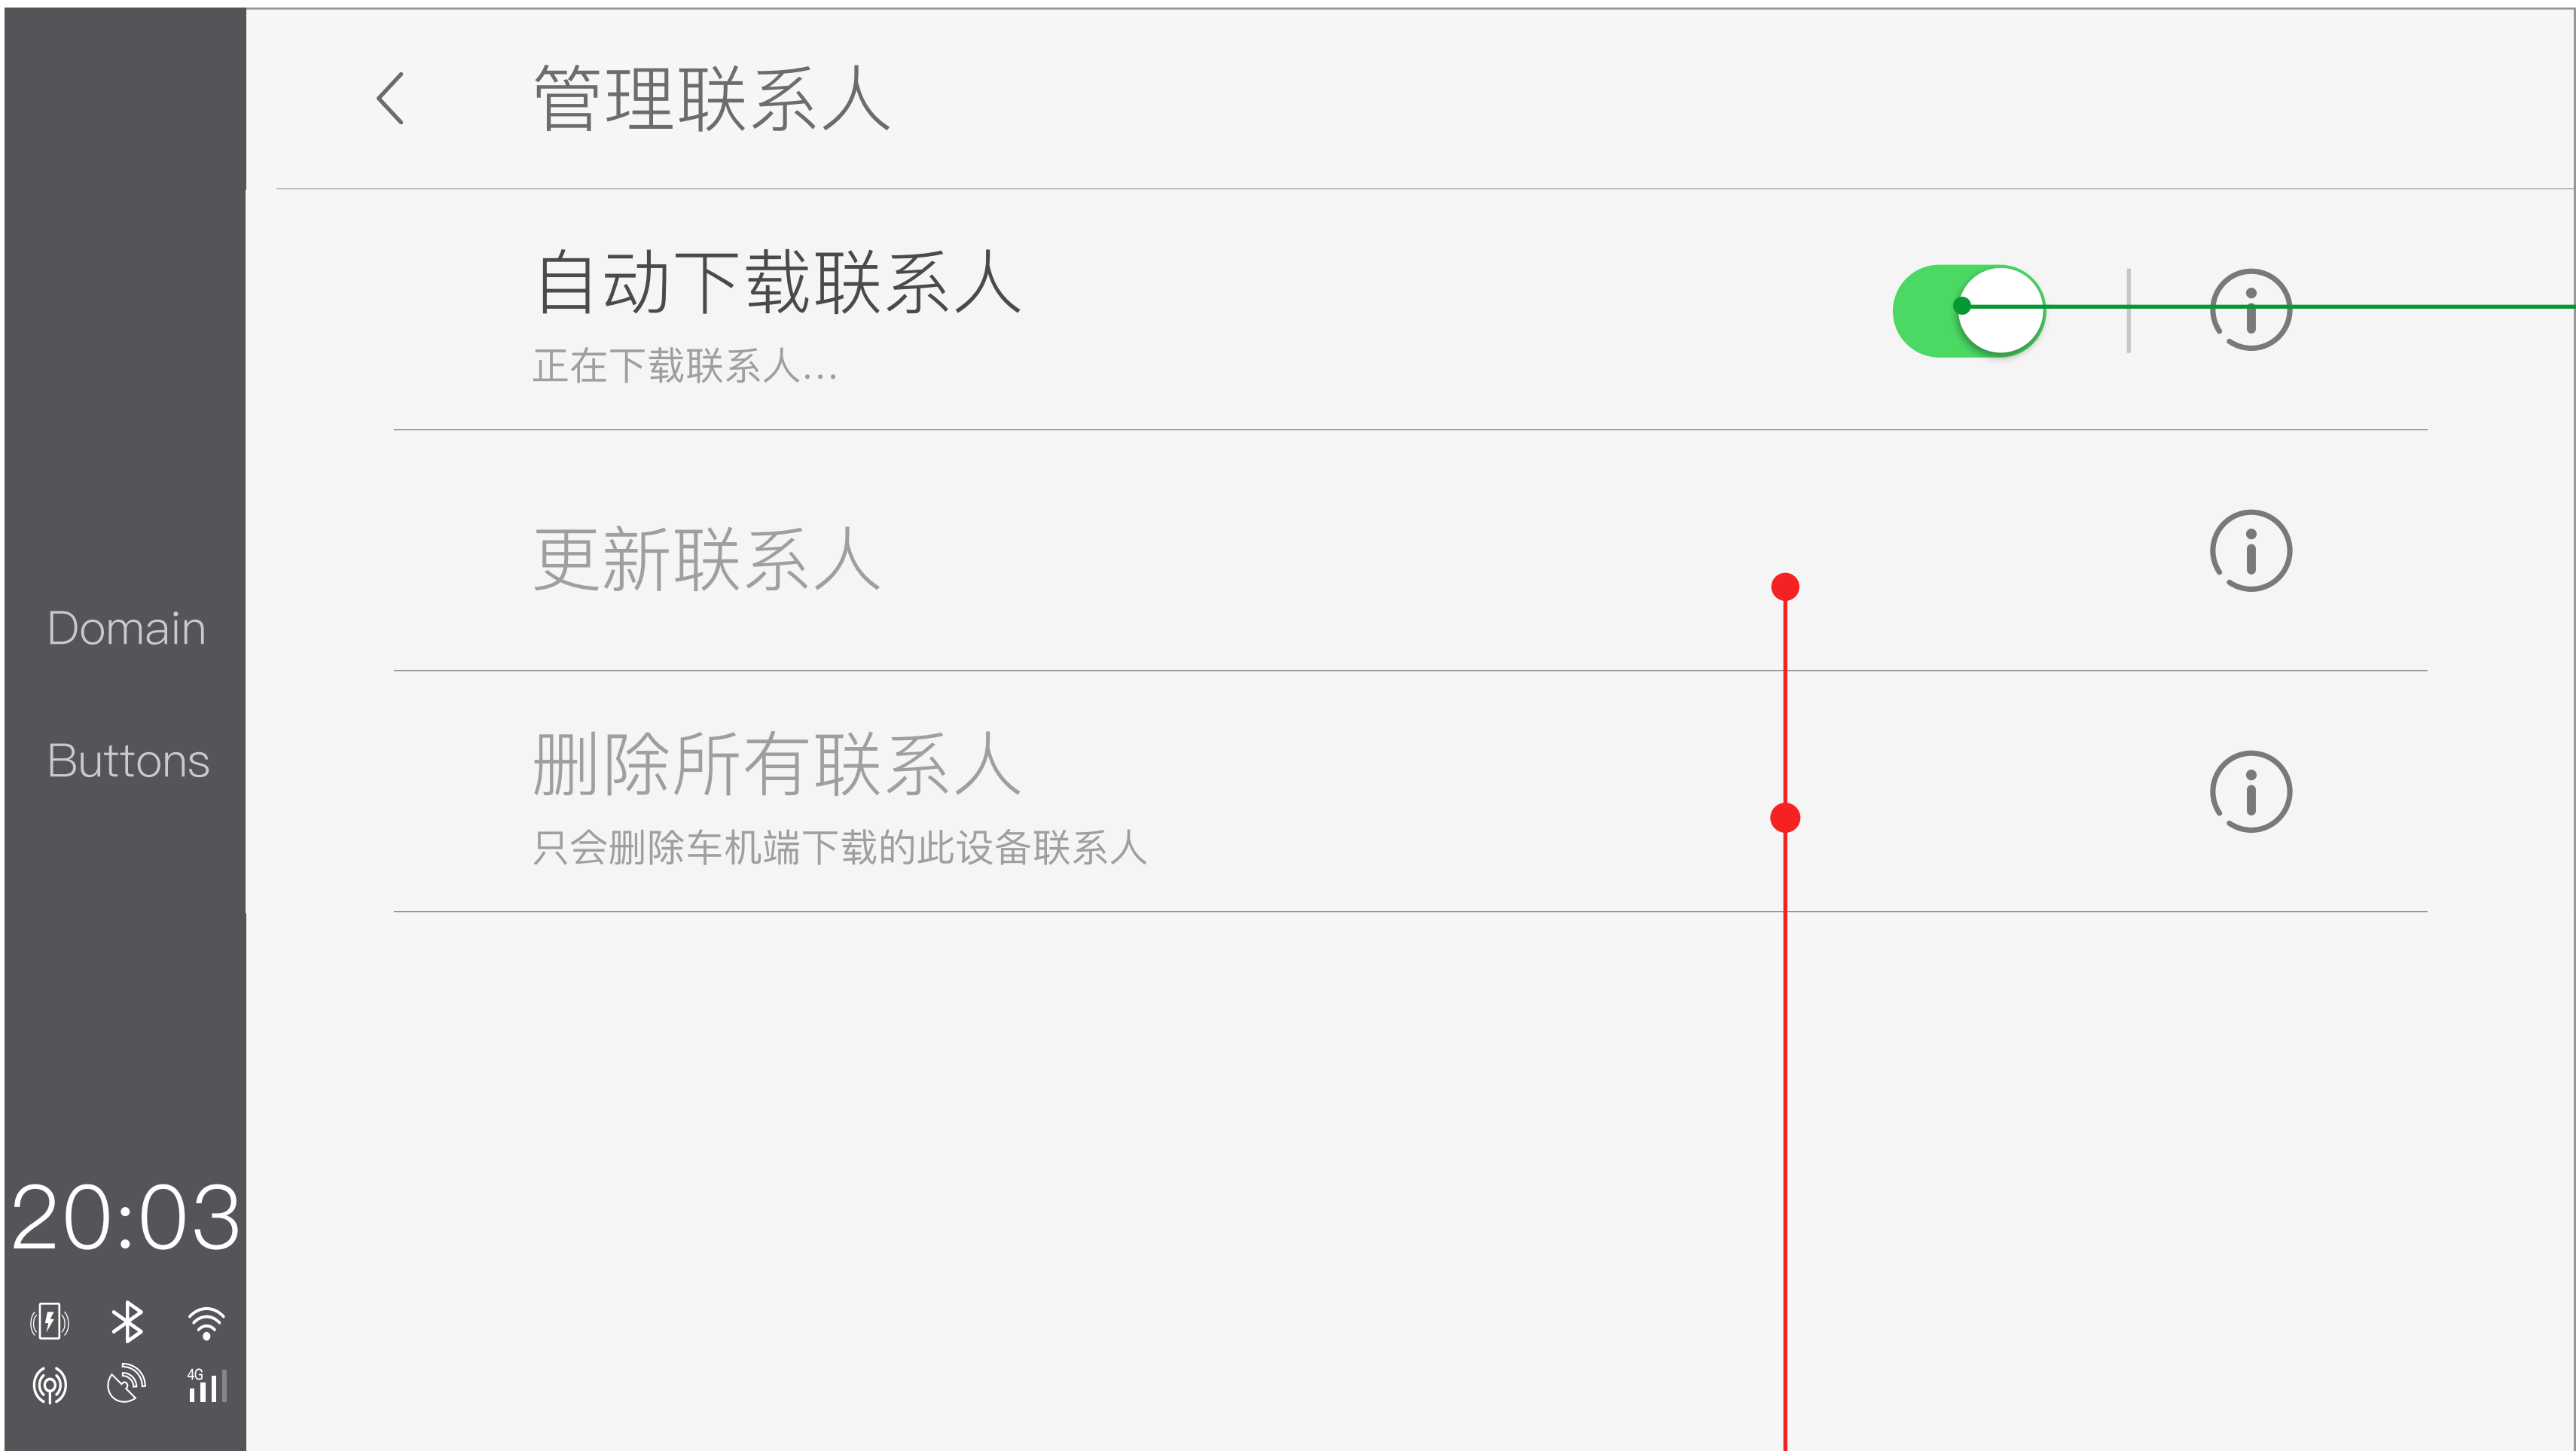 管理联系人
自动下载联系人
正在下载联系人...
更新联系人
删除所有联系人
只会删除车机端下载的此设备联系人
Domain
Buttons
20:03
4G